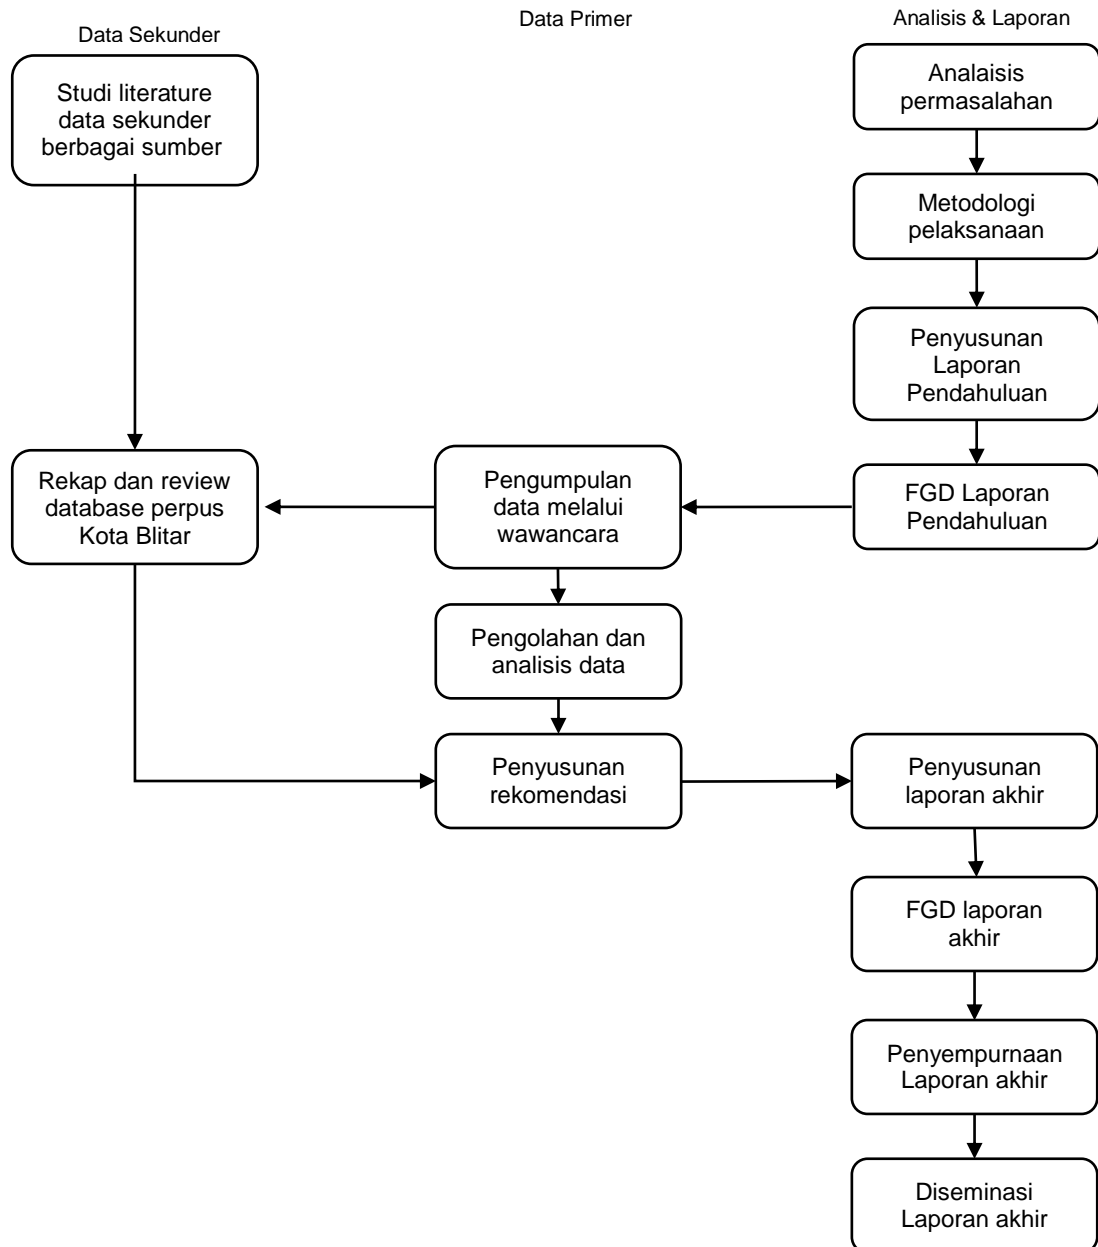 Data Sekunder
Data Primer
Analisis & Laporan
Studi literature
data sekunder
berbagai sumber
Analaisis
permasalahan
Metodologi
pelaksanaan
Penyusunan
Laporan
Pendahuluan
Rekap dan review
database perpus
Kota Blitar
Pengumpulan
data melalui
wawancara
FGD Laporan
Pendahuluan
Pengolahan dan
analisis data
Penyusunan
rekomendasi
Penyusunan
laporan akhir
FGD laporan
akhir
Penyempurnaan
Laporan akhir
Diseminasi
Laporan akhir